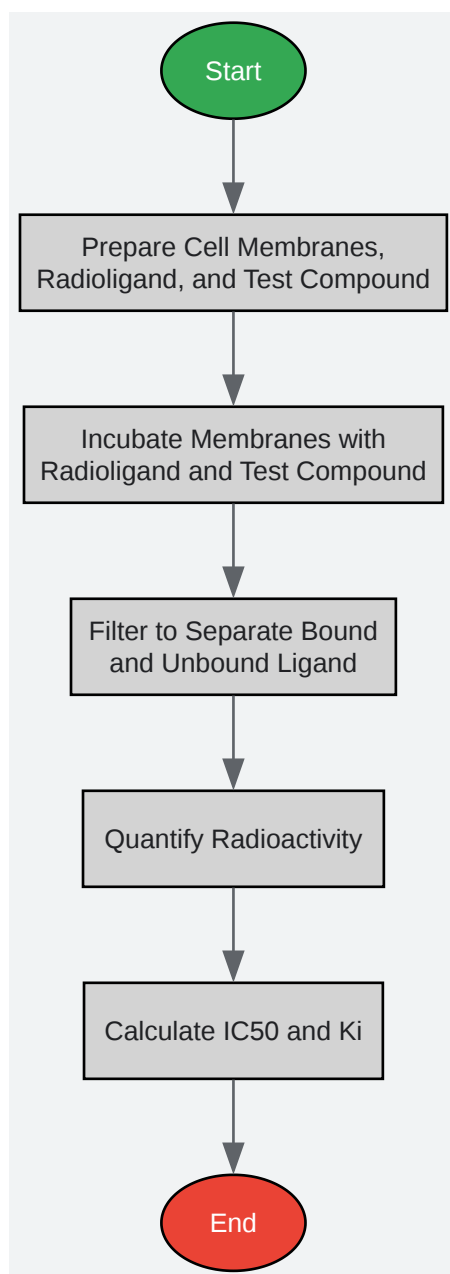 Start
Prepare Cell Membranes,
Radioligand, and Test Compound
Incubate Membranes with
Radioligand and Test Compound
Filter to Separate Bound
and Unbound Ligand
Quantify Radioactivity
Calculate IC50 and Ki
End